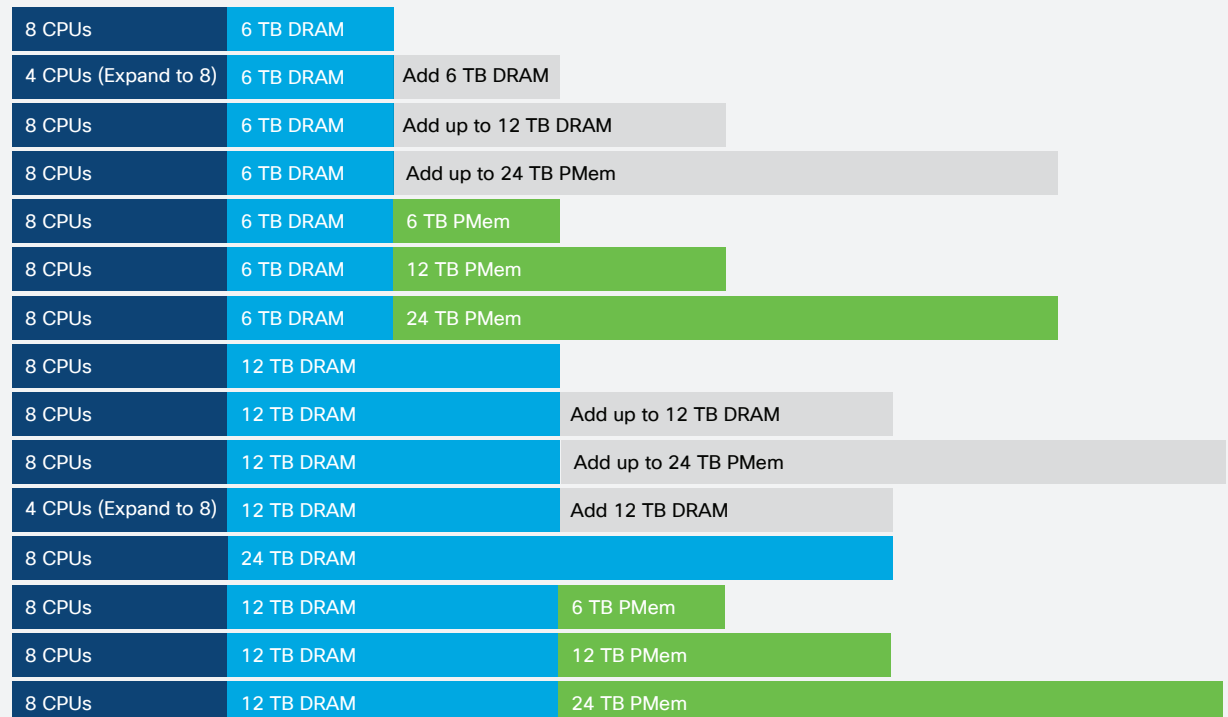 8 CPUs 6 TB DRAM
4 CPUs (Expand to 8) 6 TB DRAM Add 6 TB DRAM
8 CPUs 6 TB DRAM Add up to 12 TB DRAM
8 CPUs 6 TB DRAM Add up to 24 TB PMem
8 CPUs 6 TB DRAM 6 TB PMem
8 CPUs 6 TB DRAM 12 TB PMem
8 CPUs 6 TB DRAM 24 TB PMem
8 CPUs 12 TB DRAM
8 CPUs 12 TB DRAM Add up to 12 TB DRAM
8 CPUs 12 TB DRAM Add up to 24 TB PMem
4 CPUs (Expand to 8) 12 TB DRAM Add 12 TB DRAM
8 CPUs 24 TB DRAM
8 CPUs 12 TB DRAM 6 TB PMem
8 CPUs 12 TB DRAM 12 TB PMem
8 CPUs 12 TB DRAM 24 TB PMem